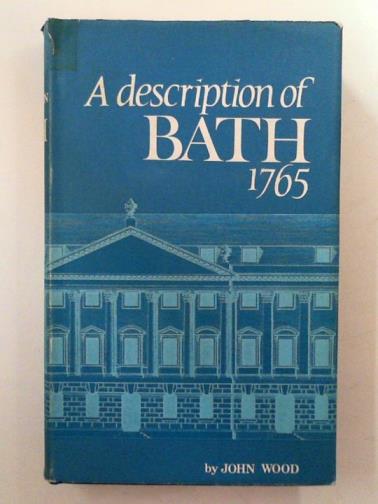 A description of
BATH
1765
by JOHN WOOD